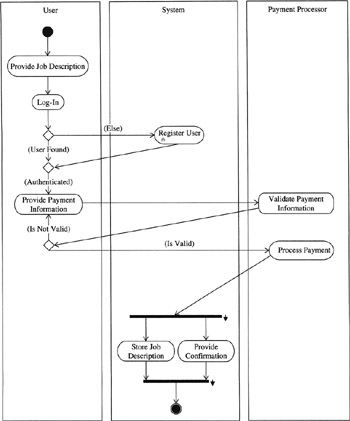 User
System
Payment Processor
Provide Job Description
Log-In
(Else)
Register User
(User Found)
(Authenticated)
Provide Payment
Information
Validate Payment
Information
(Is Not Valid)
(Is Valid)
Process Payment
Store Job
Description
Provide
Confirmation